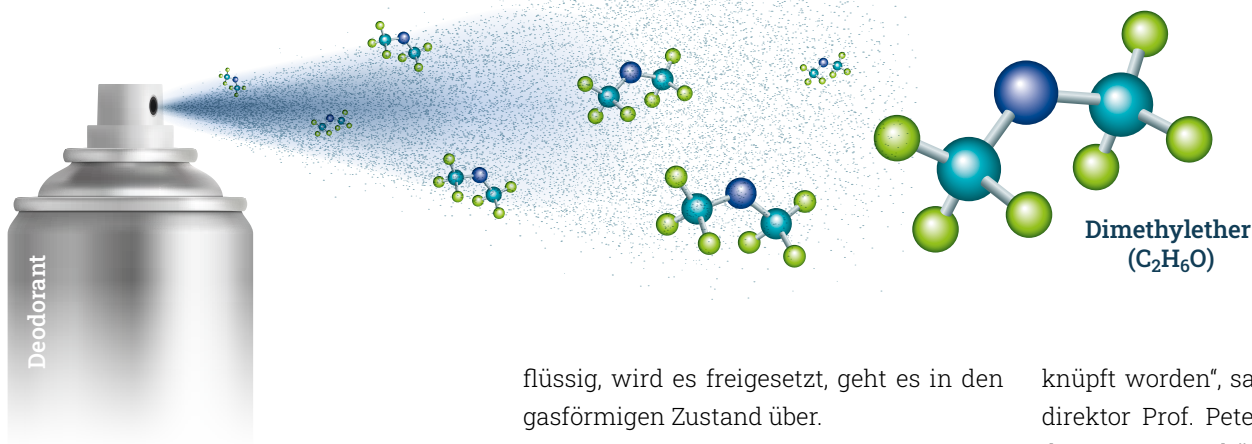 Deodorant
Dimethylether
(C₂H₆O)
flüssig, wird es freigesetzt, geht es in den
gasförmigen Zustand über.
knüpft worden“, sa
direktor Prof. Pete